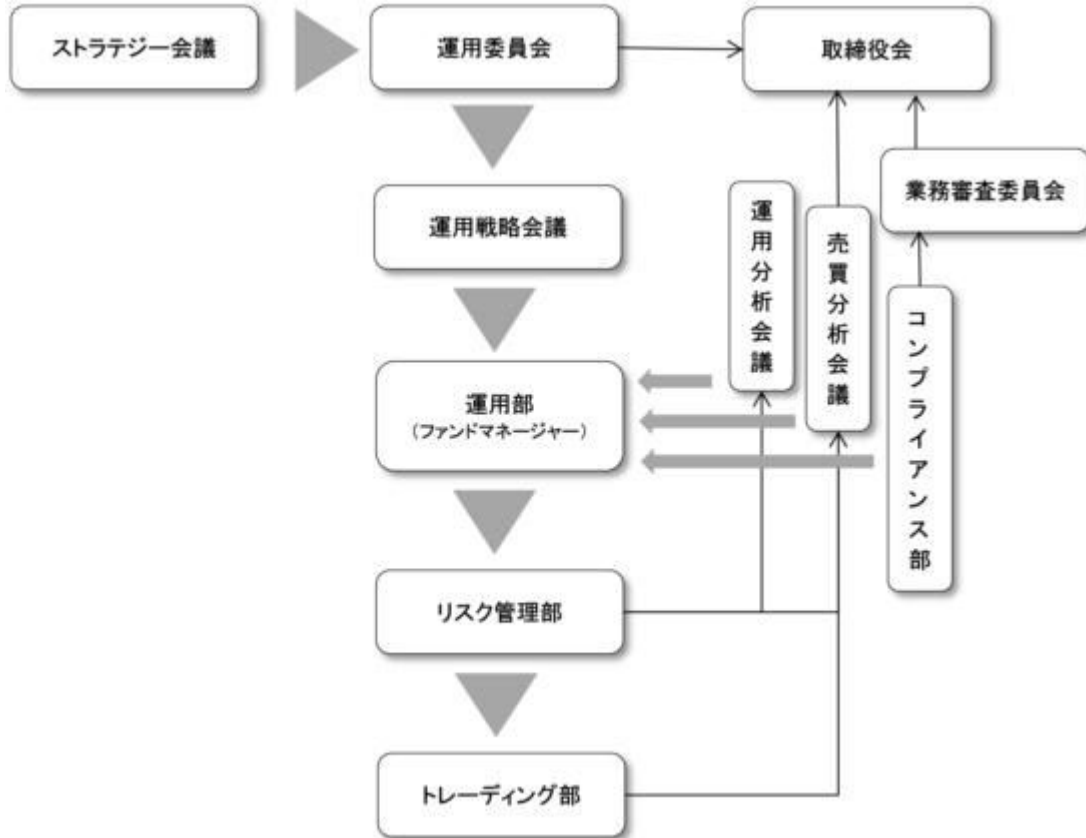 ストラテジー会議
運用委員会
取締役会
業務審査委員会
運用戦略会議
運用分析会議
売買分析会議
コンプライアンス部
運用部
（ファンドマネージャー）
リスク管理部
トレーディング部